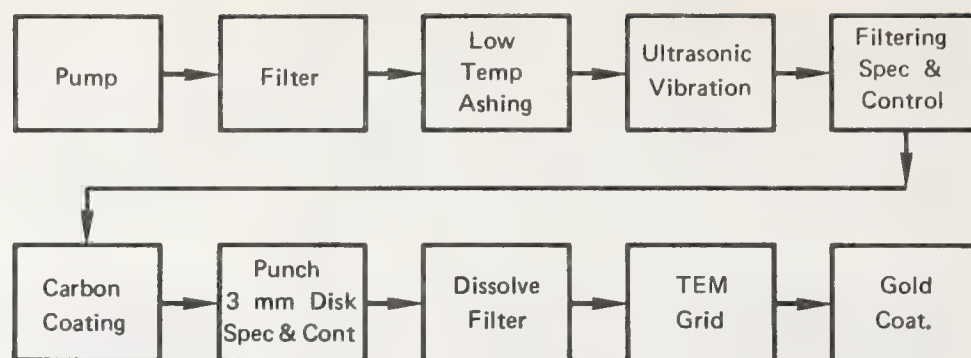 Pump
Filter
Low
Temp
Ashing
Ultrasonic
Vibration
Filtering
Spec &
Control
Carbon
Coating
Punch
3 mm Disk
Spec & Cont
Dissolve
Filter
TEM
Grid
Gold
Coat.